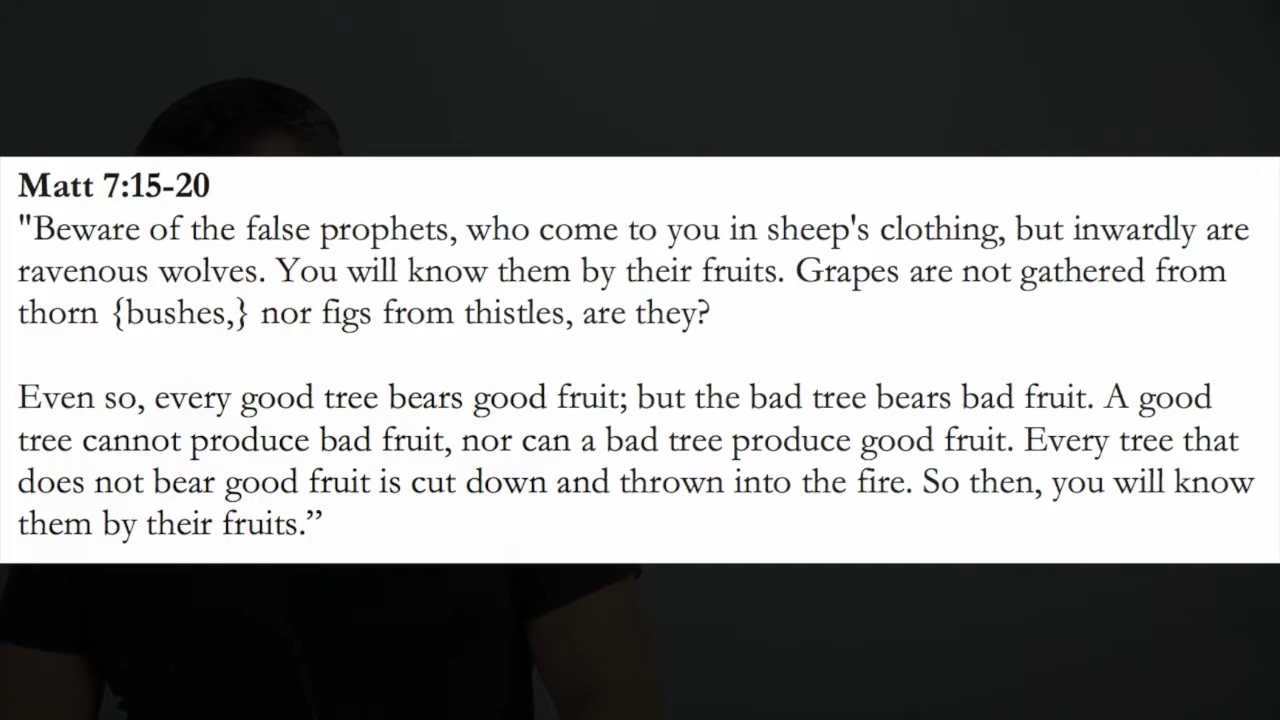 Matt 7:15-20
"Beware of the false prophets, who come to you in sheep's clothing, but inwardly are
ravenous wolves. You will know them by their fruits. Grapes are not gathered from
thorn {bushes,} nor figs from thistles, are they?
Even so, every good tree bears good fruit; but the bad tree bears bad fruit. A good
tree cannot produce bad fruit, nor can a bad tree produce good fruit. Every tree that
does not bear good fruit is cut down and thrown into the fire. So then, you will know
them by their fruits.”